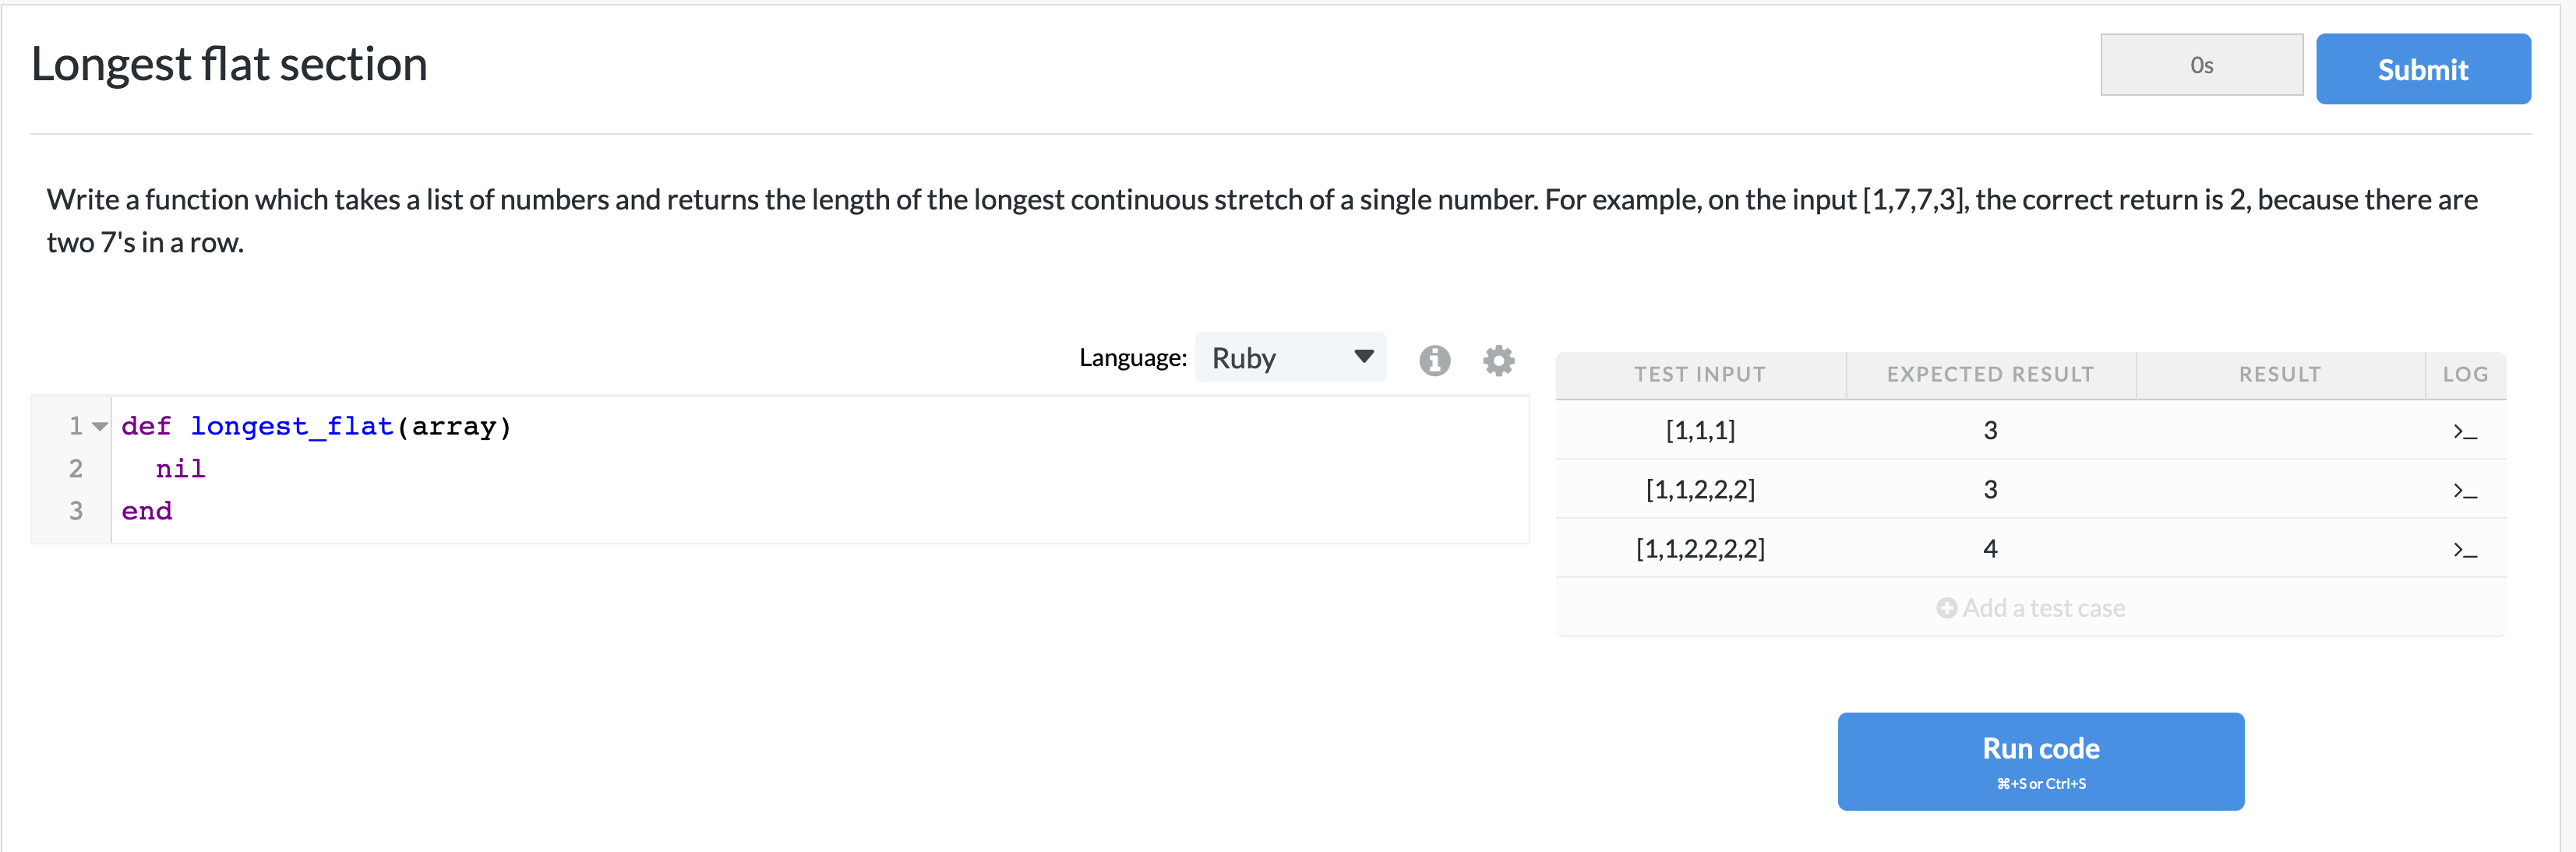 Longest flat section
0s
Submit
Write a function which takes a list of numbers and returns the length of the longest continuous stretch of a single number. For example, on the input [1,7,7,3], the correct return is 2, because there are
two 7's in a row.
Language: Ruby
1 def longest_flat(array)
2   nil
3 end
TEST INPUT EXPECTED RESULT RESULT LOG
[1,1,1] 3 >_
[1,1,2,2,2] 3 >_
[1,1,2,2,2,2] 4 >_
Add a test case
Run code
⌘+S or Ctrl+S